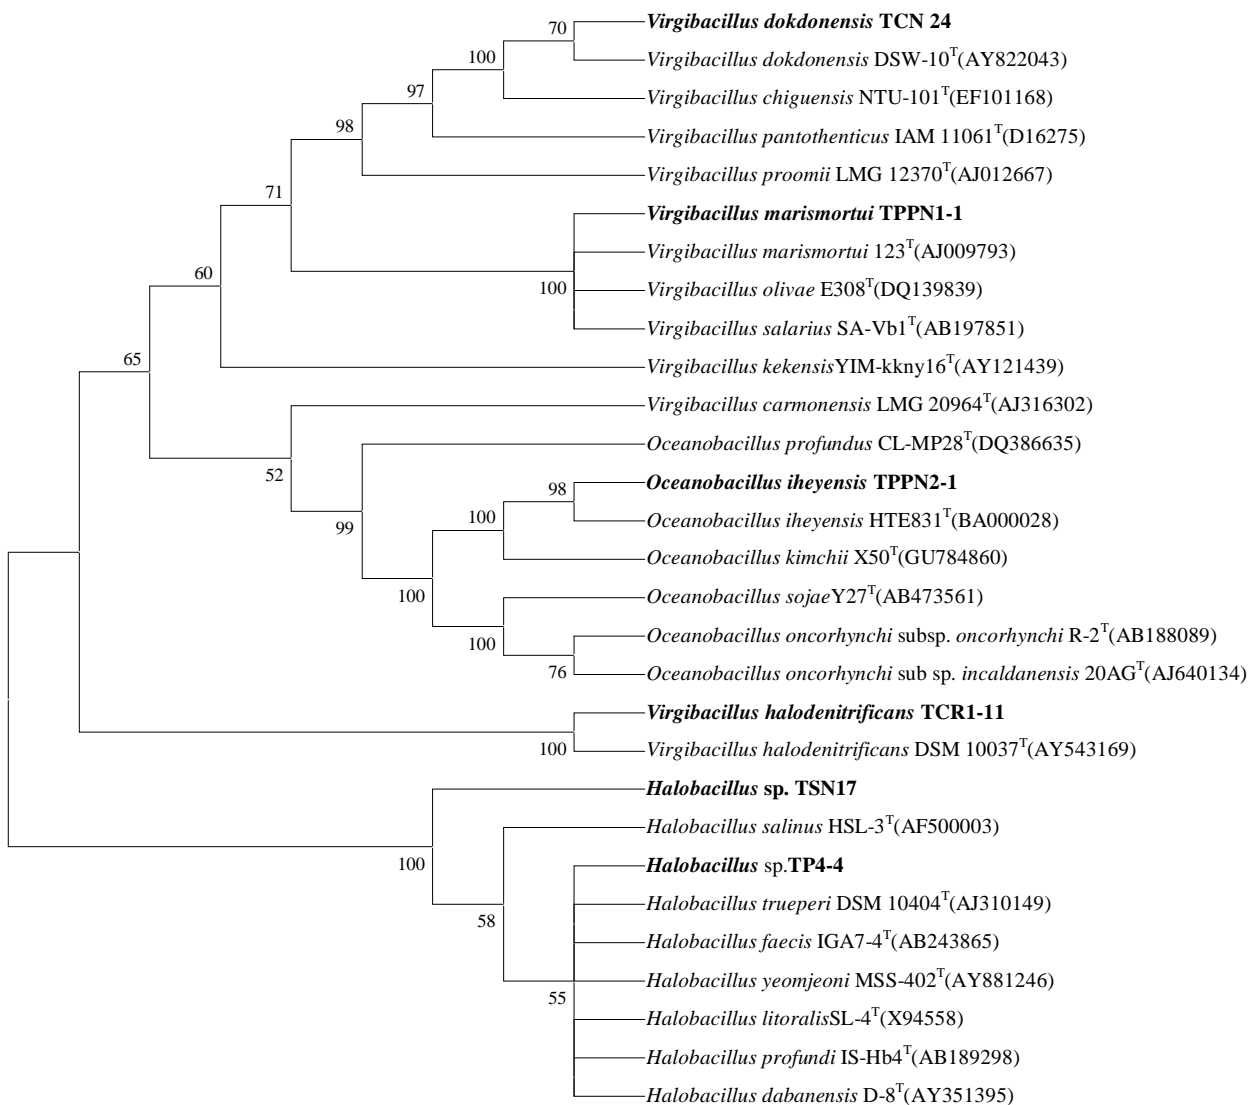 Virgibacillus dokdonensis TCN 24
70
Virgibacillus dokdonensis DSW-10T(AY822043)
100
Virgibacillus chiguensis NTU-101T(EF101168)
97
Virgibacillus pantothenticus IAM 11061T(D16275)
98
Virgibacillus proomii LMG 12370T(AJ012667)
71
Virgibacillus marismortui TPPN1-1
Virgibacillus marismortui 123T(AJ009793)
60
Virgibacillus olivae E308T(DQ139839)
100
Virgibacillus salarius SA-Vb1T(AB197851)
65
Virgibacillus kekensisYIM-kkny16T(AY121439)
Virgibacillus carmonensis LMG 20964T(AJ316302)
Oceanobacillus profundus CL-MP28T(DQ386635)
52
Oceanobacillus iheyensis TPPN2-1
98
Oceanobacillus iheyensis HTE831T(BA000028)
100
99
Oceanobacillus kimchii X50T(GU784860)
100
Oceanobacillus sojaeY27T(AB473561)
Oceanobacillus oncorhynchi subsp. oncorhynchi R-2T(AB188089)
100
76
Oceanobacillus oncorhynchi sub sp. incaldanensis 20AGT(AJ640134)
Virgibacillus halodenitrificans TCR1-11
100
Virgibacillus halodenitrificans DSM 10037T(AY543169)
Halobacillus sp. TSN17
Halobacillus salinus HSL-3T(AF500003)
100
Halobacillus sp.TP4-4
Halobacillus trueperi DSM 10404T(AJ310149)
58
Halobacillus faecis IGA7-4T(AB243865)
Halobacillus yeomjeoni MSS-402T(AY881246)
55
Halobacillus litoralisSL-4T(X94558)
Halobacillus profundi IS-Hb4T(AB189298)
Halobacillus dabanensis D-8T(AY351395)